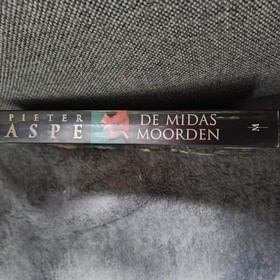 PIETER
ASPE
DE MIDAS
MOORDEN
M